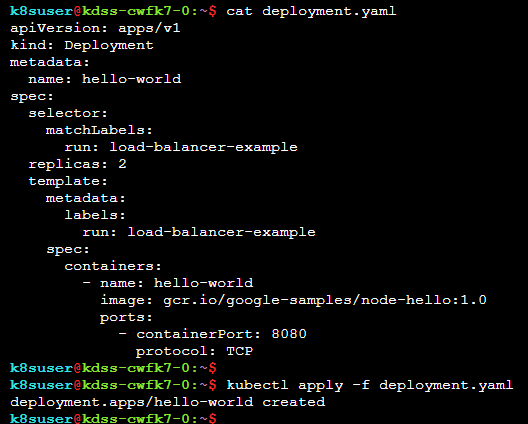 k8suser@kdss-cwfk7-0:~$ cat deployment.yaml
apiVersion: apps/v1
kind: Deployment
metadata:
  name: hello-world
spec:
  selector:
    matchLabels:
      run: load-balancer-example
  replicas: 2
  template:
    metadata:
      labels:
        run: load-balancer-example
    spec:
      containers:
        - name: hello-world
          image: gcr.io/google-samples/node-hello:1.0
          ports:
            - containerPort: 8080
              protocol: TCP
k8suser@kdss-cwfk7-0:~$
k8suser@kdss-cwfk7-0:~$ kubectl apply -f deployment.yaml
deployment.apps/hello-world created
k8suser@kdss-cwfk7-0:~$